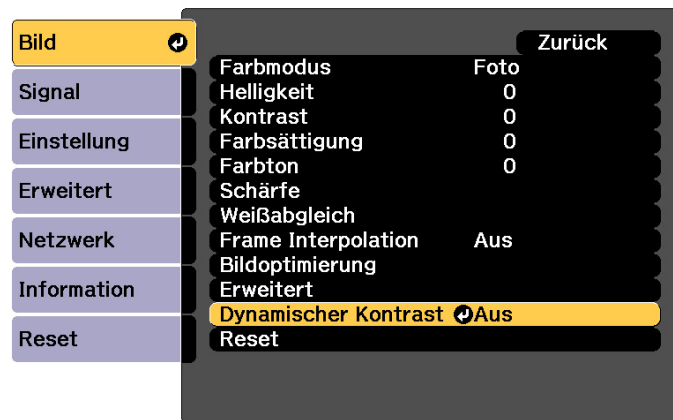 Bild
Signal
Einstellung
Erweitert
Netzwerk
Information
Reset
Zurück
Farbmodus Foto
Helligkeit 0
Kontrast 0
Farbsättigung 0
Farbton 0
Schärfe
Weißabgleich
Frame Interpolation Aus
Bildoptimierung
Erweitert
Dynamischer Kontrast Aus
Reset